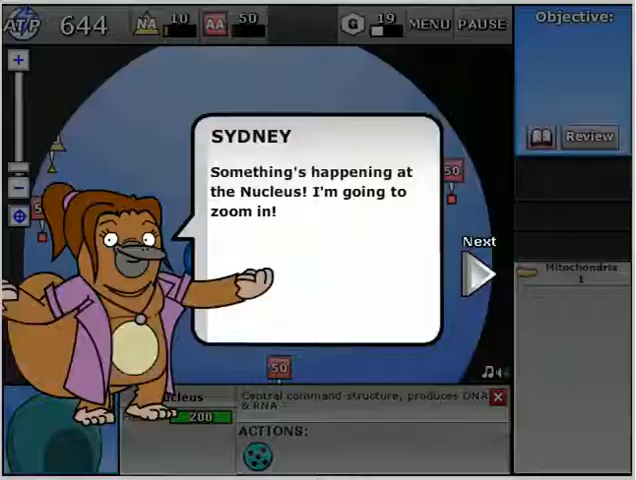 ATP 644 NA 10 AA 50 G 19 MENU PAUSE
Objective:
Review
SYDNEY
Something's happening at
the Nucleus! I'm going to
zoom in!
Next
50
Mitochondria
1
50
ucleus
200
Central command structure, produces DNA
& RNA
ACTIONS: